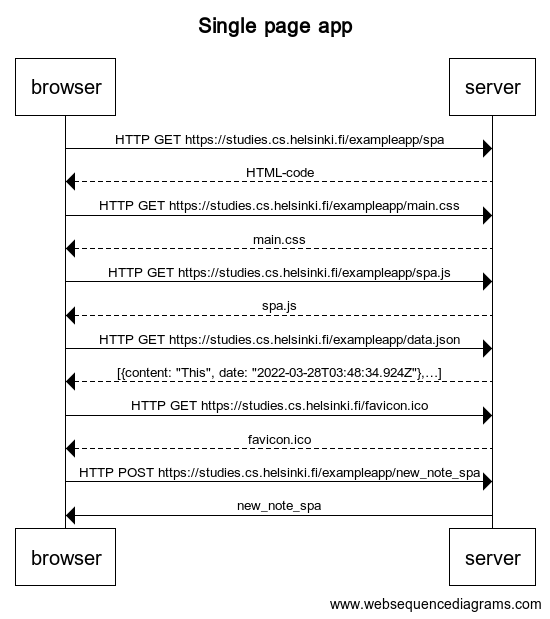 Single page app
browser server
HTTP GET https://studies.cs.helsinki.fi/exampleapp/spa
HTML-code
HTTP GET https://studies.cs.helsinki.fi/exampleapp/main.css
main.css
HTTP GET https://studies.cs.helsinki.fi/exampleapp/spa.js
spa.js
HTTP GET https://studies.cs.helsinki.fi/exampleapp/data.json
[{content: "This", date: "2022-03-28T03:48:34.924Z"},...]
HTTP GET https://studies.cs.helsinki.fi/favicon.ico
favicon.ico
HTTP POST https://studies.cs.helsinki.fi/exampleapp/new_note_spa
new_note_spa
browser server
www.websequencediagrams.com